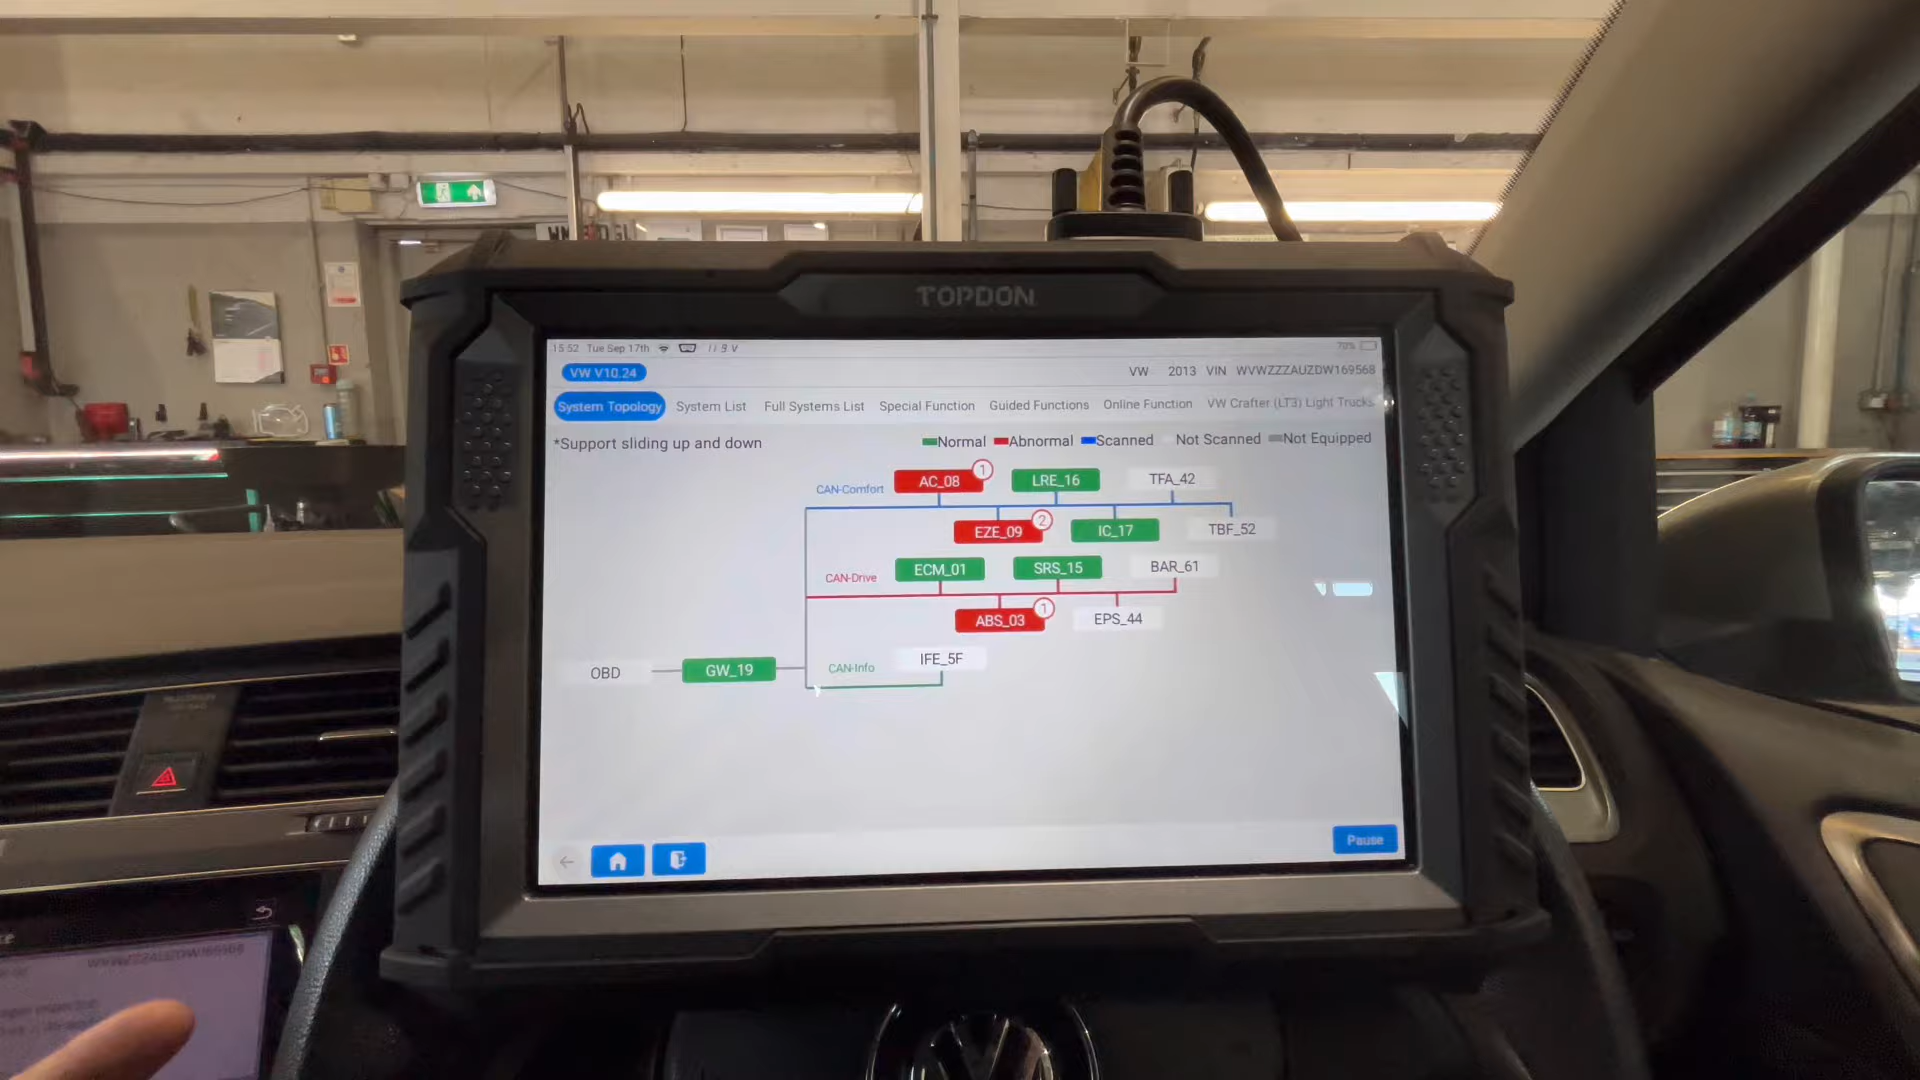 TOPDON
15:52 Tue Sep 17th 11.9 V 70%
VW V10.24
VW 2013 VIN WVWZZZAUZDW169568
System Topology System List Full Systems List Special Function Guided Functions Online Function VW Crafter (LT3) Light Trucks
*Support sliding up and down
Normal Abnormal Scanned Not Scanned Not Equipped
CAN-Comfort AC_08 1 LRE_16 TFA_42
EZE_09 2 IC_17 TBF_52
CAN-Drive ECM_01 SRS_15 BAR_61
ABS_03 1 EPS_44
OBD GW_19 CAN-Info IFE_5F
Pause